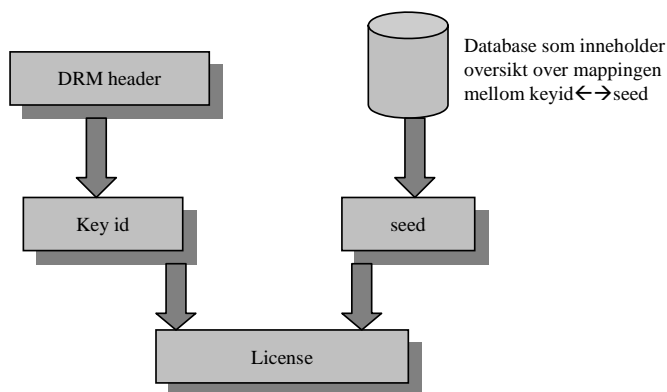 DRM header
Database som inneholder
oversikt over mappingen
mellom keyid←→seed
Key id
seed
License